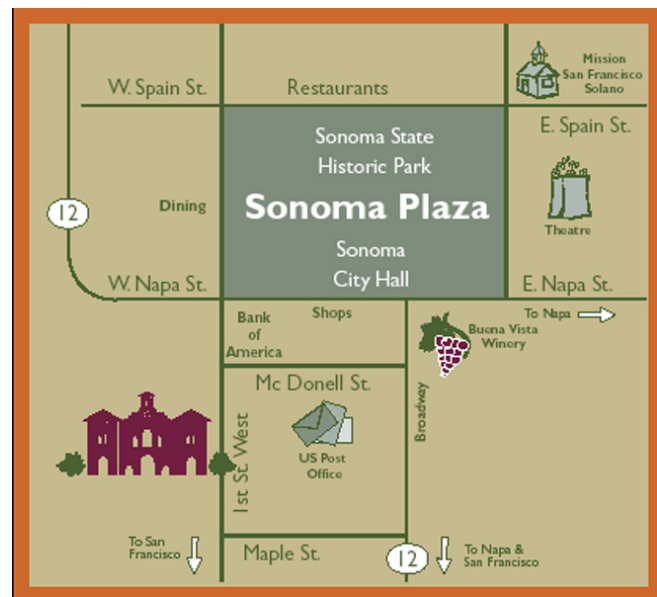 Mission
San Francisco
Solano
W. Spain St.
Restaurants
E. Spain St.
Sonoma State
Historic Park
Dining
12
Sonoma Plaza
Theatre
Sonoma
City Hall
W. Napa St.
E. Napa St.
To Napa
Bank
of
America
Shops
Buena Vista
Winery
Mc Donell St.
Broadway
1st St. West
US Post
Office
To San
Francisco
Maple St.
12
To Napa &
San Francisco